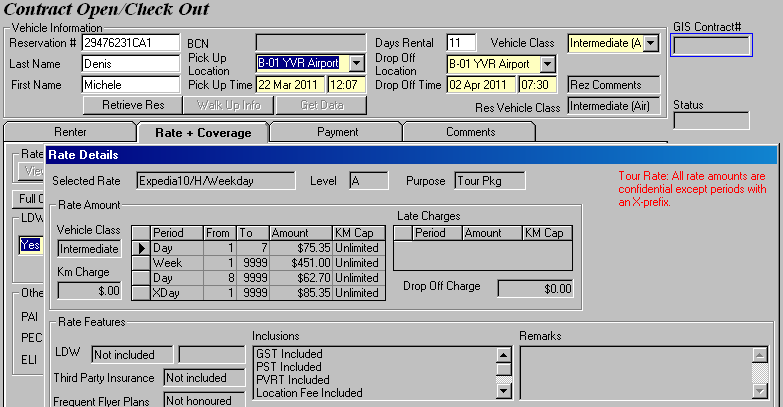 Contract Open/Check Out
Vehicle Information
Reservation # 29476231CA1 BCN Days Rental 11 Vehicle Class Intermediate (A
GIS Contract#
Last Name Denis Pick Up Location B-01 YVR Airport Drop Off Location B-01 YVR Airport
First Name Michele Pick Up Time 22 Mar 2011 12:07 Drop Off Time 02 Apr 2011 07:30 Rez Comments
Retrieve Res Walk Up Info Get Data Res Vehicle Class Intermediate (Air)
Status
Renter Rate + Coverage Payment Comments
Rate
Rate Details
Selected Rate Expedia10/H/Weekday Level A Purpose Tour Pkg
Tour Rate: All rate amounts are
confidential except periods with
an X-prefix.
Full
LDW
Yes
Othe
PAI
PEC
ELI
Rate Amount
Vehicle Class
Intermediate
Km Charge
$.00
Period From To Amount KM Cap
Day 1 7 $75.35 Unlimited
Week 1 9999 $451.00 Unlimited
Day 8 9999 $62.70 Unlimited
XDay 1 9999 $85.35 Unlimited
Late Charges
Period Amount KM Cap
Drop Off Charge $0.00
Rate Features
LDW Not included
Third Party Insurance Not included
Frequent Flyer Plans Not honoured
Inclusions
GST Included
PST Included
PVRT Included
Location Fee Included
Remarks